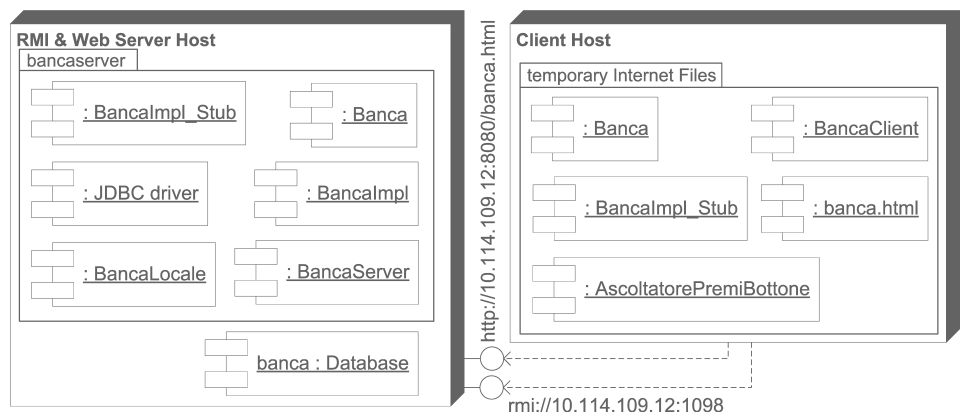 RMI & Web Server Host
bancaserver
: BancaImpl_Stub
: Banca
: JDBC driver
: BancaImpl
: BancaLocale
: BancaServer
banca : Database
http://10.114.109.12:8080/banca.html
Client Host
temporary Internet Files
: Banca
: BancaClient
: BancaImpl_Stub
: banca.html
: AscoltatorePremiBottone
rmi://10.114.109.12:1098